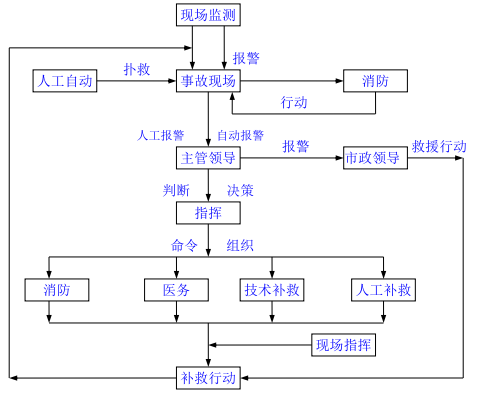 现场监测
报警
扑救
人工自动
事故现场
消防
行动
人工报警
自动报警
主管领导
报警
市政领导
救援行动
判断
决策
指挥
命令
组织
消防
医务
技术补救
人工补救
现场指挥
补救行动